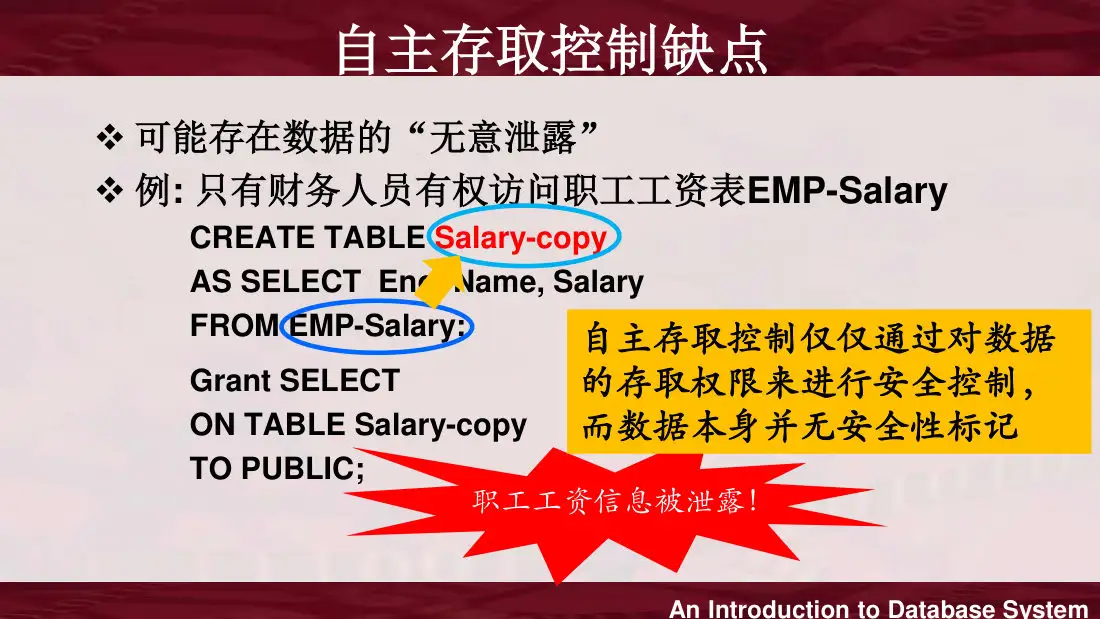 自主存取控制缺点
❖ 可能存在数据的“无意泄露”
❖ 例: 只有财务人员有权访问职工工资表EMP-Salary
CREATE TABLE Salary-copy
AS SELECT Name, Salary
FROM EMP-Salary;
Grant SELECT
ON TABLE Salary-copy
TO PUBLIC;
自主存取控制仅仅通过对数据
的存取权限来进行安全控制,
而数据本身并无安全性标记
职工工资信息被泄露!
An Introduction to Database System